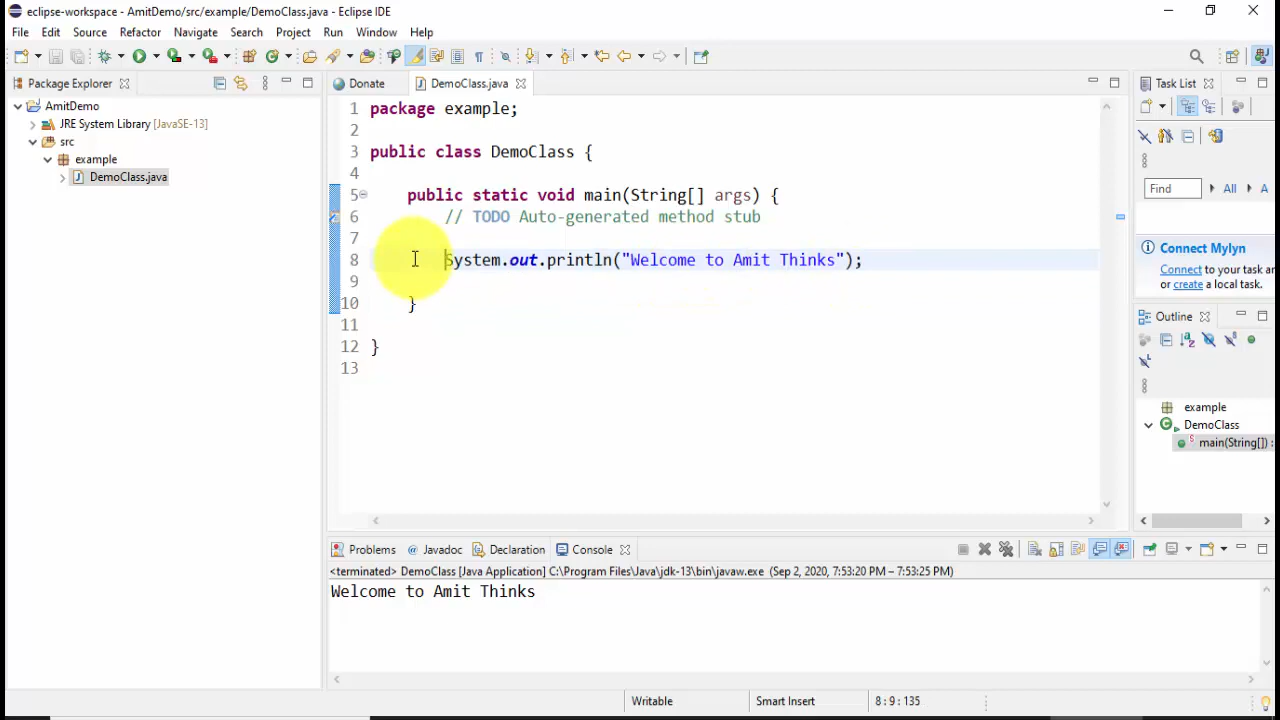 eclipse-workspace - AmitDemo/src/example/DemoClass.java - Eclipse IDE
File Edit Source Refactor Navigate Search Project Run Window Help
Package Explorer
AmitDemo
JRE System Library [JavaSE-13]
src
example
DemoClass.java
Donate DemoClass.java
1 package example;
2
3 public class DemoClass {
4
5 public static void main(String[] args) {
6 // TODO Auto-generated method stub
7
8 System.out.println("Welcome to Amit Thinks");
9
10 }
11
12 }
13
Task List
Find All A
Connect Mylyn
Connect to your task a
or create a local task.
Outline
example
DemoClass
main(String[]) :
Problems Javadoc Declaration Console
<terminated> DemoClass [Java Application] C:\Program Files\Java\jdk-13\bin\javaw.exe (Sep 2, 2020, 7:53:20 PM – 7:53:25 PM)
Welcome to Amit Thinks
Writable Smart Insert 8 : 9 : 135